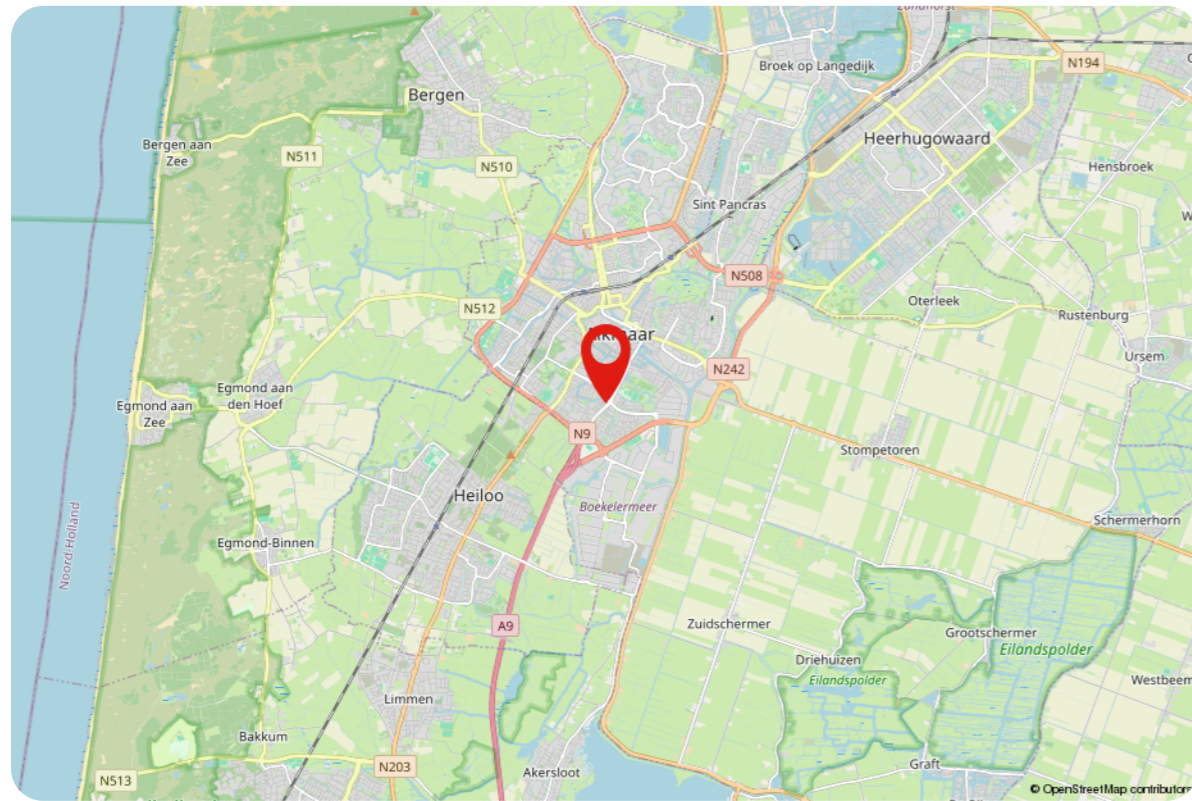 Zandhorst
Broek op Langedijk
N194
Bergen
Heerhugowaard
Bergen aan
Zee
N511
N510
Hensbroek
Sint Pancras
N508
N512
Oterleek
Rustenburg
Ursem
N242
Egmond aan
den Hoef
Egmond aan
Zee
N9
Stompetoren
Heiloo
Boekelermeer
Schermerhorn
Noord-Holland
Egmond-Binnen
A9
Zuidschermer
Grootschermer
Eilandspolder
Driehuizen
Eilandspolder
Westbeem
Limmen
Bakkum
N203
Graft
Akersloot
N513
© OpenStreetMap contributors